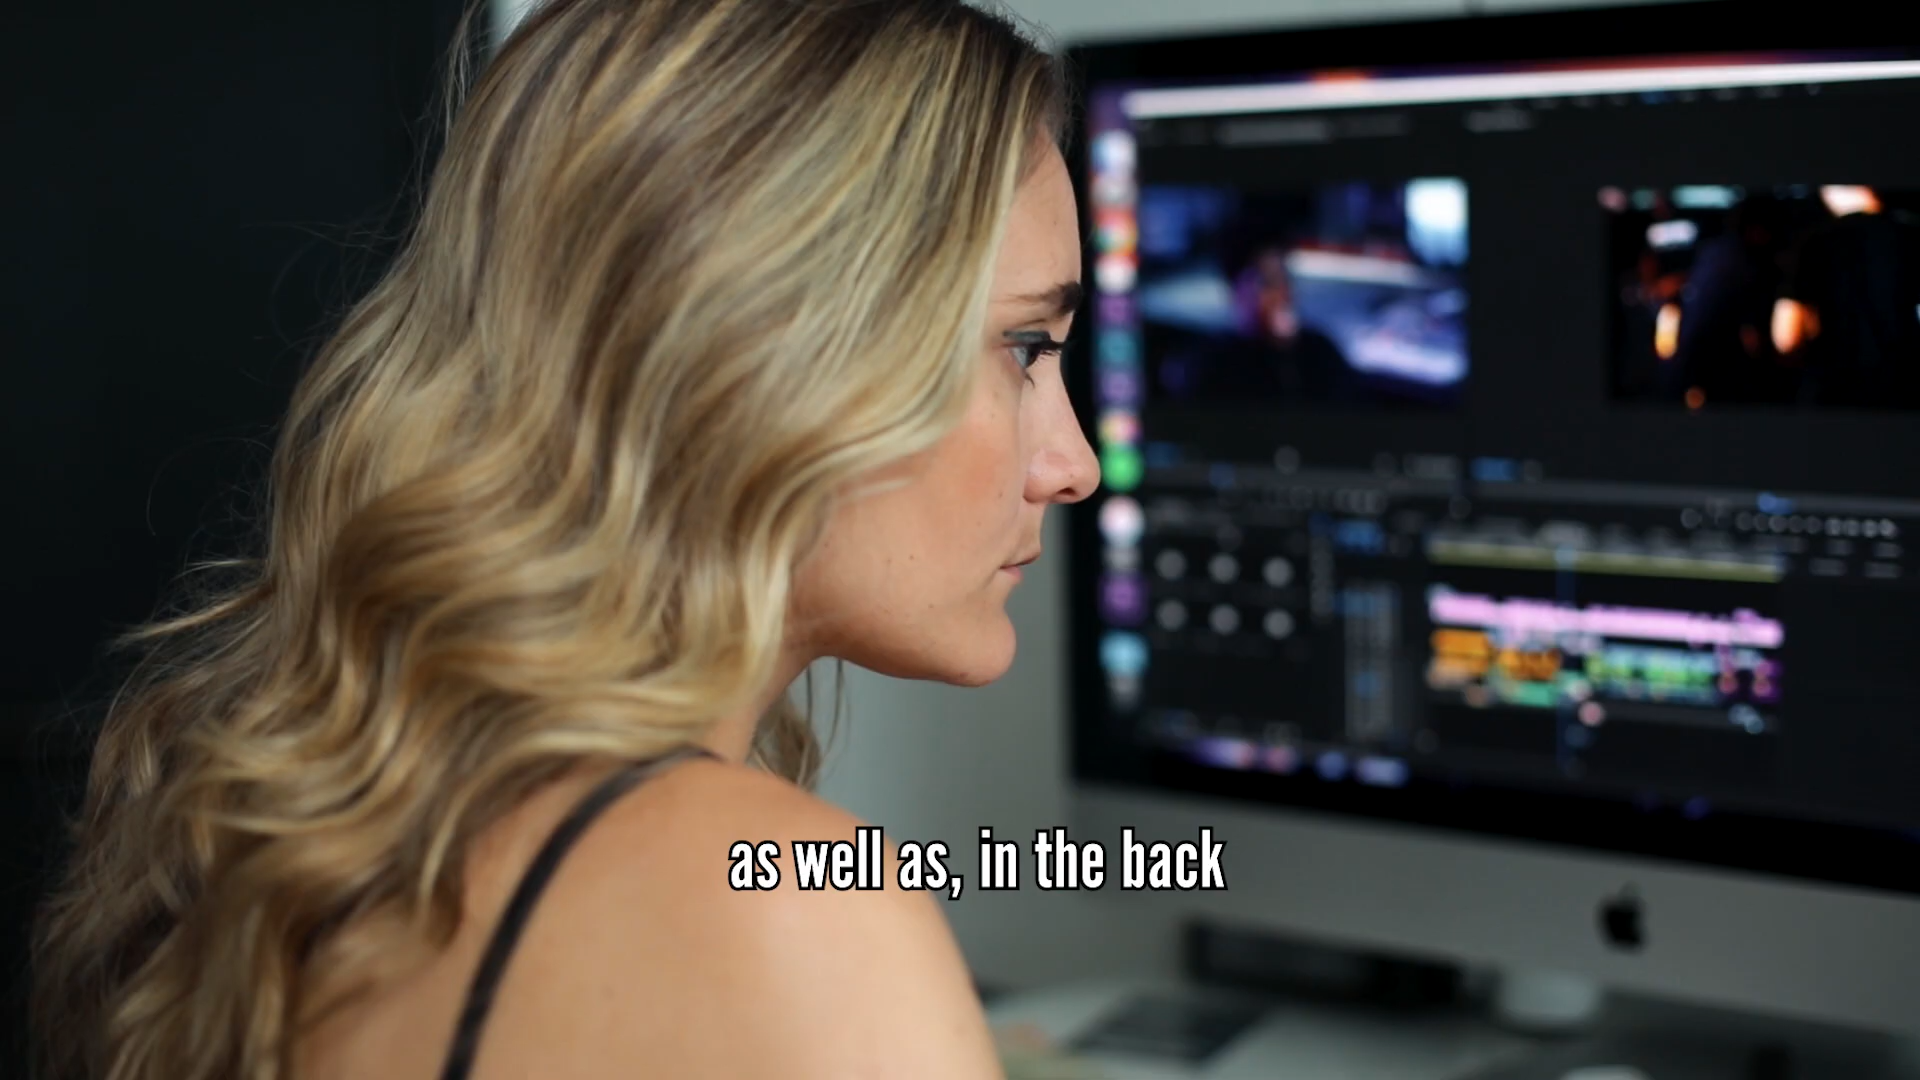 as well as, in the back